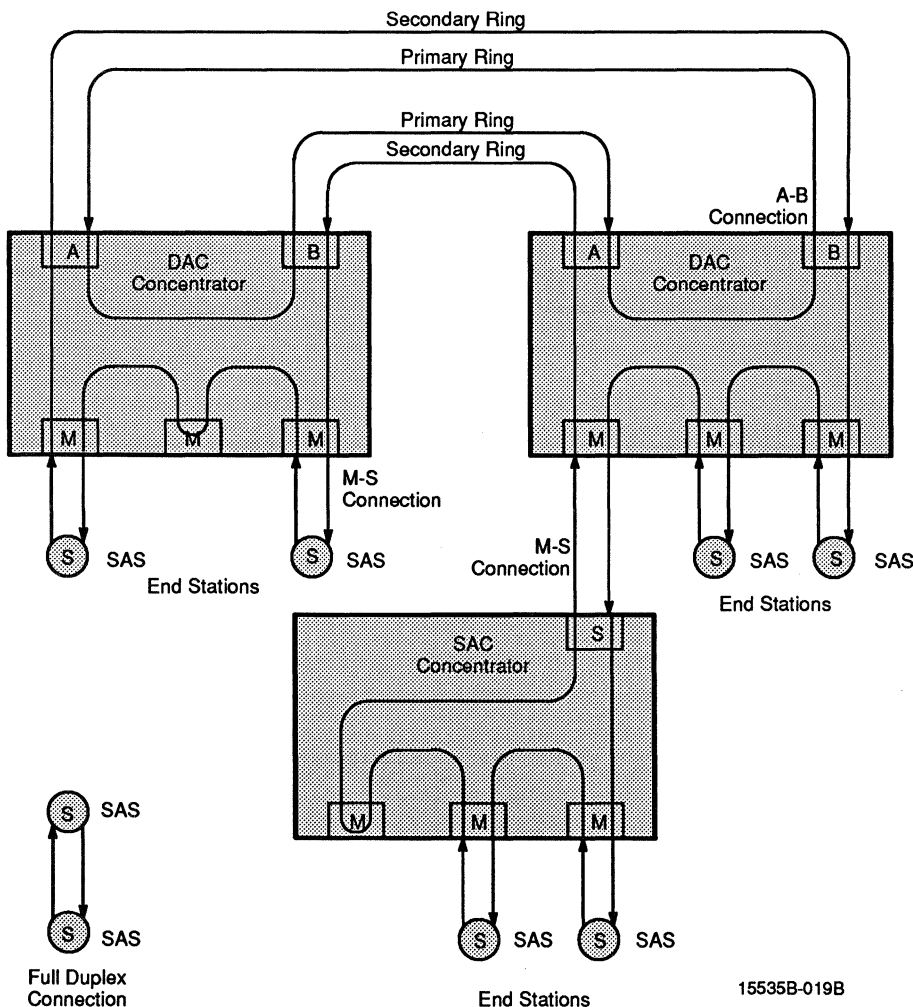 Secondary Ring
Primary Ring
Primary Ring
Secondary Ring
A-B
Connection
A
DAC
Concentrator
B
A
DAC
Concentrator
B
M
M
M
M
M
M
M-S
Connection
S
SAS
S
SAS
End Stations
M-S
Connection
S
SAS
S
SAS
End Stations
SAC
Concentrator
S
M
M
M
S
SAS
S
SAS
Full Duplex
Connection
S
SAS
S
SAS
End Stations
15535B-019B